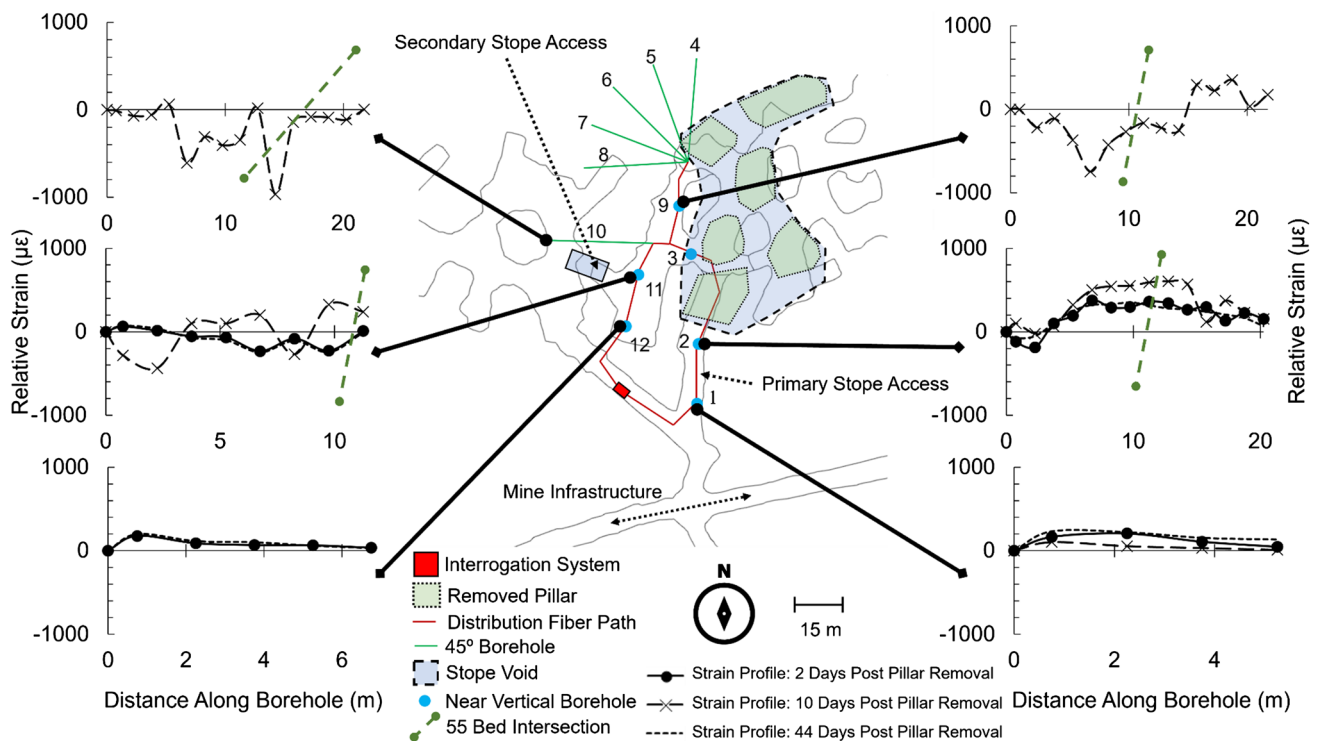 Secondary Stope Access
4
5
6
7
8
9
10
3
11
12
2
1
Primary Stope Access
Mine Infrastructure
1000
0
-1000
0
10
20
1000
0
-1000
0
5
10
1000
0
-1000
0
2
4
6
Relative Strain (με)
Distance Along Borehole (m)
1000
0
-1000
0
10
20
1000
0
-1000
0
10
20
1000
0
-1000
0
2
4
Relative Strain (με)
Distance Along Borehole (m)
Interrogation System
Removed Pillar
Distribution Fiber Path
45º Borehole
Stope Void
Near Vertical Borehole
55 Bed Intersection
N
15 m
Strain Profile: 2 Days Post Pillar Removal
Strain Profile: 10 Days Post Pillar Removal
Strain Profile: 44 Days Post Pillar Removal